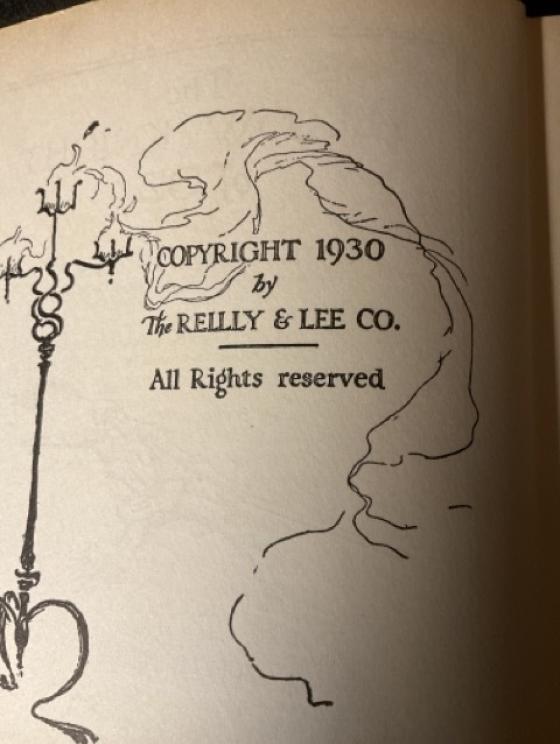 COPYRIGHT 1930
by
The REILLY & LEE CO.
All Rights reserved